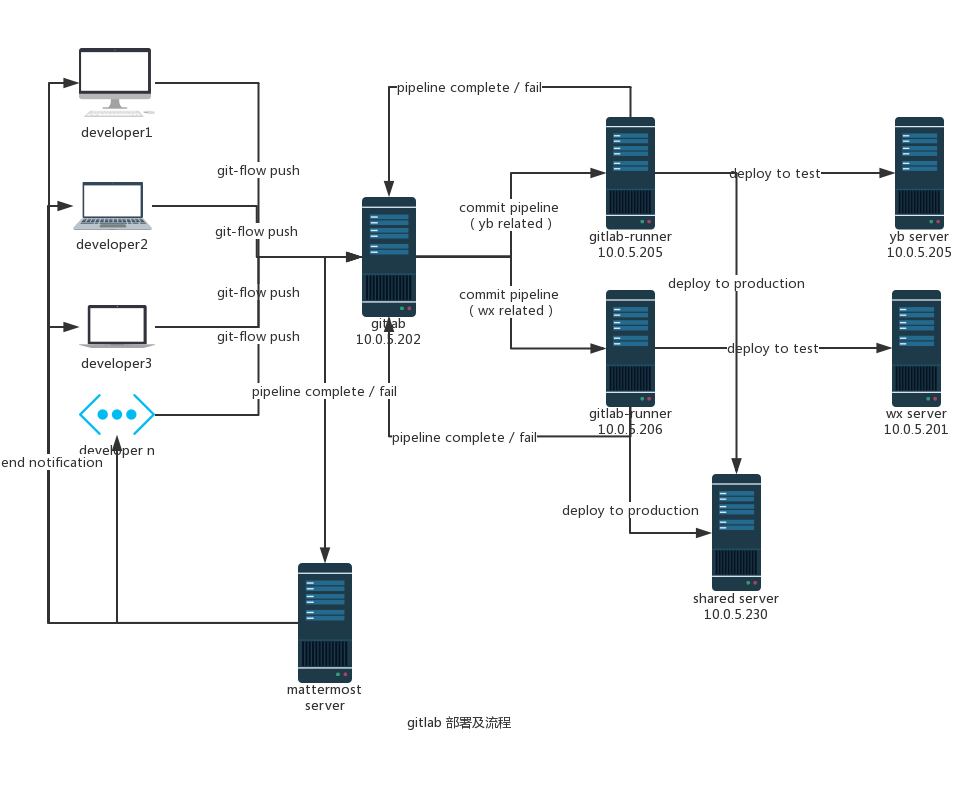 pipeline complete / fail
developer1
git-flow push
commit pipeline
( yb related )
deploy to test
developer2
git-flow push
gitlab-runner
10.0.5.205
yb server
10.0.5.205
git-flow push
commit pipeline
( wx related )
deploy to production
gitlab
10.0.5.202
git-flow push
deploy to test
developer3
pipeline complete / fail
gitlab-runner
10.0.5.206
wx server
10.0.5.201
pipeline complete / fail
developer n
end notification
deploy to production
shared server
10.0.5.230
mattermost
server
gitlab 部署及流程